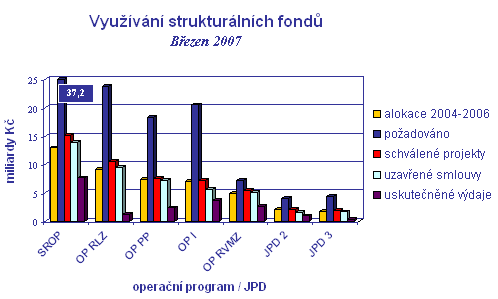 Využívání strukturálních fondů
Březen 2007
miliardy Kč
25
20
15
10
5
0
37,2
SROP
OP RLZ
OP PP
OP I
OP RVMZ
JPD 2
JPD 3
operační program / JPD
alokace 2004-2006
požadováno
schválené projekty
uzavřené smlouvy
uskutečněné výdaje